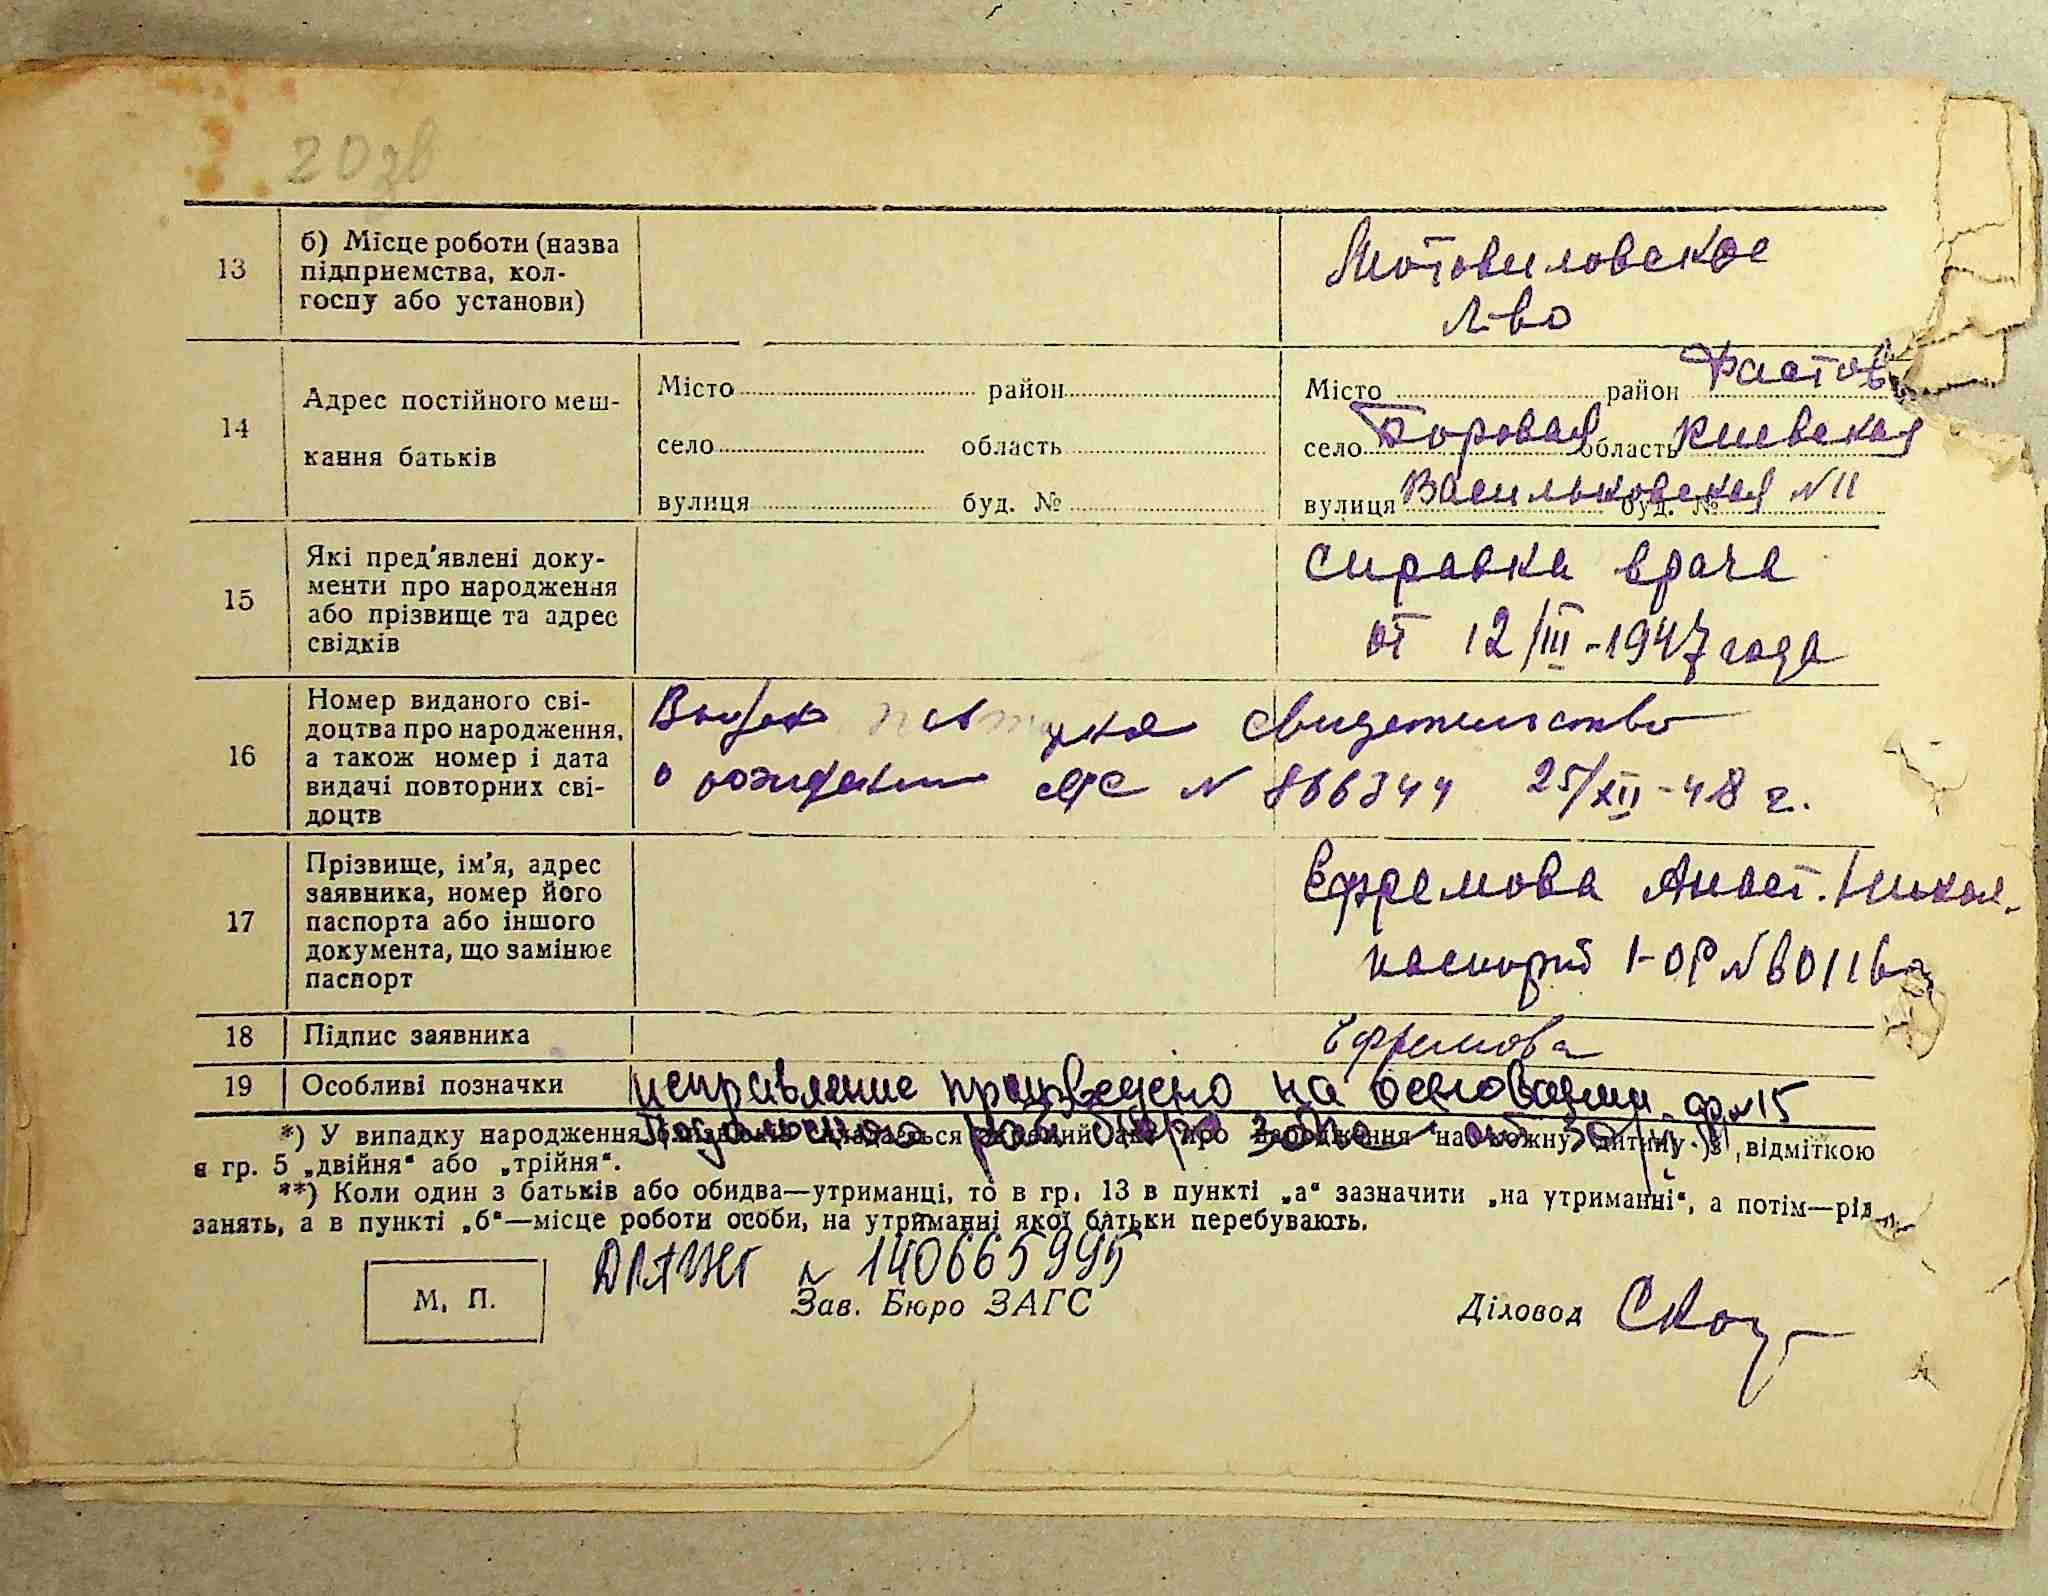 20зв
13
б) Місце роботи (назва
підприємства, кол-
госпу або установи)
Мотовиловское
л-во
14
Адрес постійного меш-
кання батьків
Місто район
село область
вулиця буд. №
Місто район Фастов
село Боровая область Киевская
вулиця Васильковская буд. № N 11
15
Які пред'явлені доку-
менти про народження
або прізвище та адрес
свідків
справка врача
от 12/III-1947 года
16
Номер виданого сві-
доцтва про народження,
а також номер і дата
видачі повторних сві-
доцтв
свидетельство
о рождении N 866344 25/XII-48 г.
17
Прізвище, ім'я, адрес
заявника, номер його
паспорта або іншого
документа, що замінює
паспорт
Ефремова Анаст. Никол.
паспорт
18
Підпис заявника
Ефремова
19
Особливі позначки
исправление произведено на основании ф N 15
*) У випадку народження на кожну дитину з відміткою
в гр. 5 „двійня“ або „трійня“.
**) Коли один з батьків або обидва—утриманці, то в гр. 13 в пункті „а“ зазначити „на утриманні“, а потім—рід
занять, а в пункті „б“—місце роботи особи, на утриманні якої батьки перебувають.
ДРАЦСГ N 140665995
М. П.
Зав. Бюро ЗАГС
Діловод